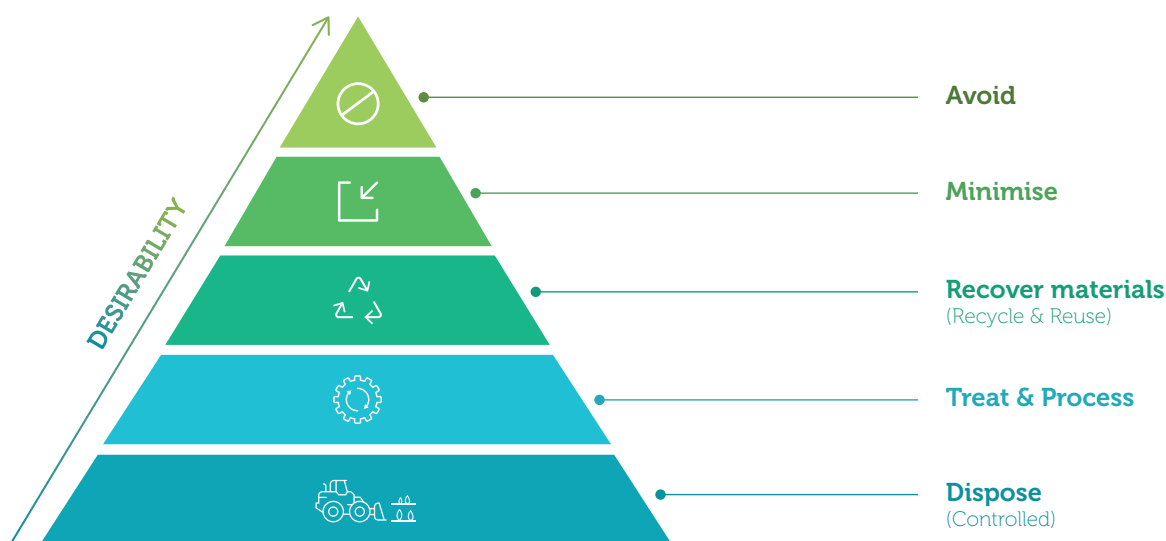 DESIRABILITY
Avoid
Minimise
Recover materials
(Recycle & Reuse)
Treat & Process
Dispose
(Controlled)